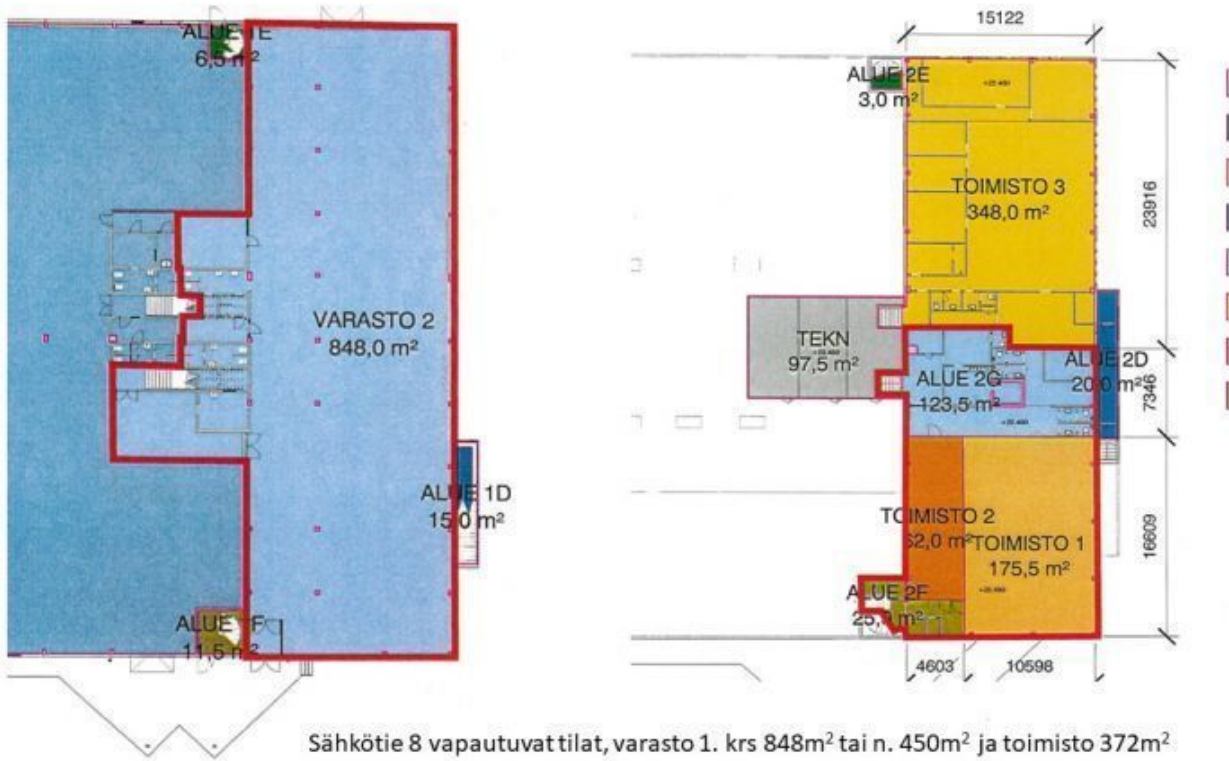 ALUE 1E
6,5 m²
VARASTO 2
848,0 m²
ALUE 1D
15,0 m²
ALUE 1F
11,5 m²
15122
ALUE 2E
3,0 m²
+22.450
TOIMISTO 3
348,0 m²
23916
TEKN
97,5 m²
ALUE 2G
123,5 m²
ALUE 2D
20,0 m²
7346
TOIMISTO 2
62,0 m²
TOIMISTO 1
175,5 m²
16609
ALUE 2F
m²
4603
10598
Sähkötie 8 vapautuvat tilat, varasto 1. krs 848m² tai n. 450m² ja toimisto 372m²